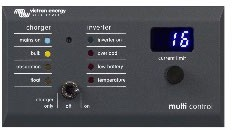 victron energy
charger
inverter
mains on
inverter on
bulk
overload
absorption
low battery
float
temperature
charger only
off
on
16
current limit
multi control